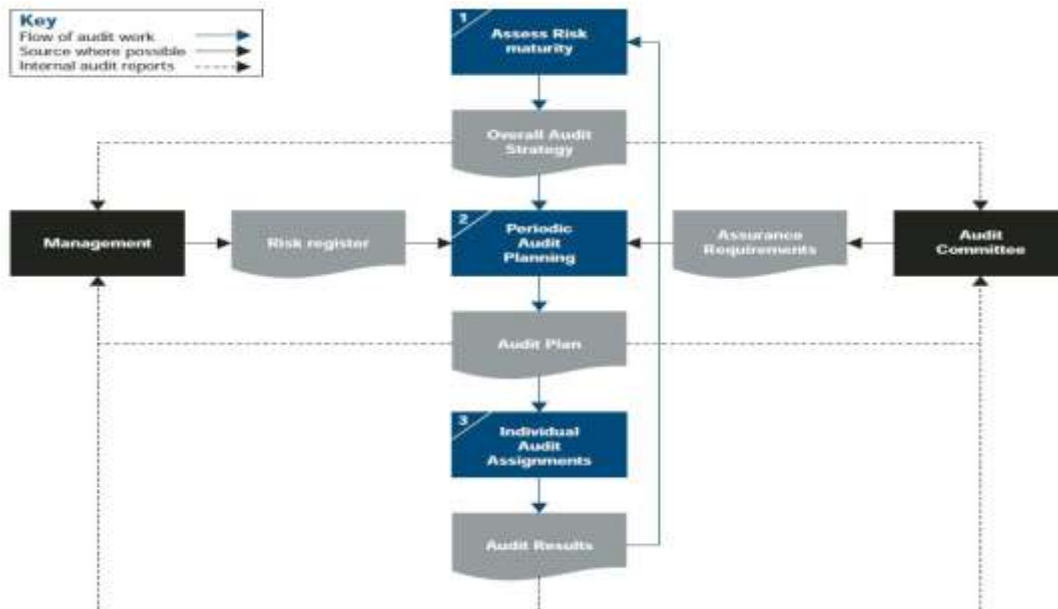 Key
Flow of audit work
Source where possible
Internal audit reports
1
Assess Risk
maturity
Overall Audit
Strategy
Management
Risk register
2
Periodic
Audit
Planning
Assurance
Requirements
Audit
Committee
Audit Plan
3
Individual
Audit
Assignments
Audit Results